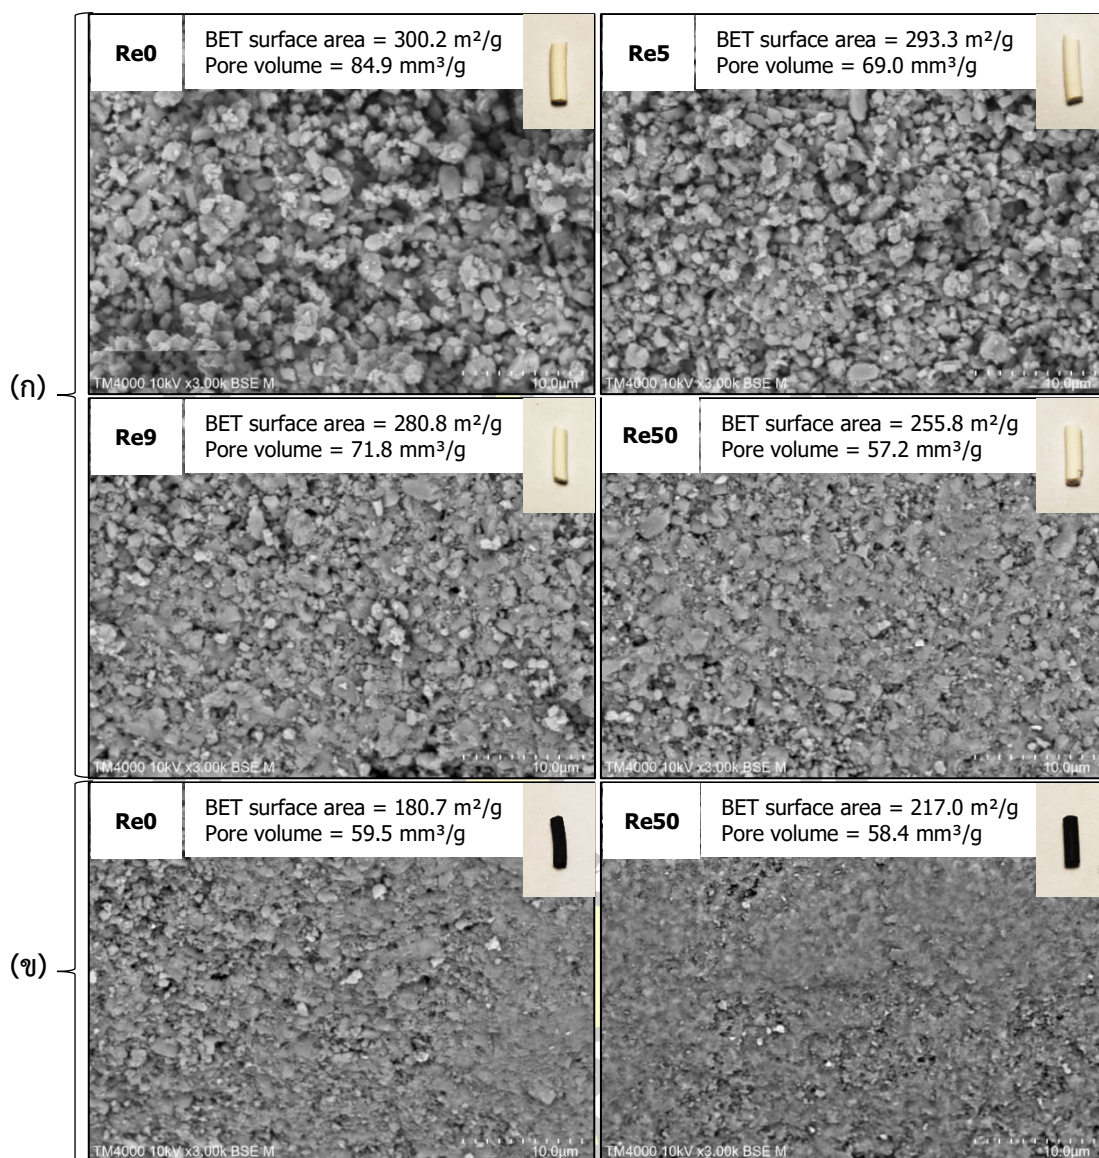 (ก)
Re0
BET surface area = 300.2 m²/g
Pore volume = 84.9 mm³/g
TM4000 10kV x3.00k BSE M
10.0µm
Re5
BET surface area = 293.3 m²/g
Pore volume = 69.0 mm³/g
TM4000 10kV x3.00k BSE M
10.0µm
Re9
BET surface area = 280.8 m²/g
Pore volume = 71.8 mm³/g
TM4000 10kV x3.00k BSE M
10.0µm
Re50
BET surface area = 255.8 m²/g
Pore volume = 57.2 mm³/g
TM4000 10kV x3.00k BSE M
10.0µm
(ข)
Re0
BET surface area = 180.7 m²/g
Pore volume = 59.5 mm³/g
TM4000 10kV x3.00k BSE M
10.0µm
Re50
BET surface area = 217.0 m²/g
Pore volume = 58.4 mm³/g
TM4000 10kV x3.00k BSE M
10.0µm